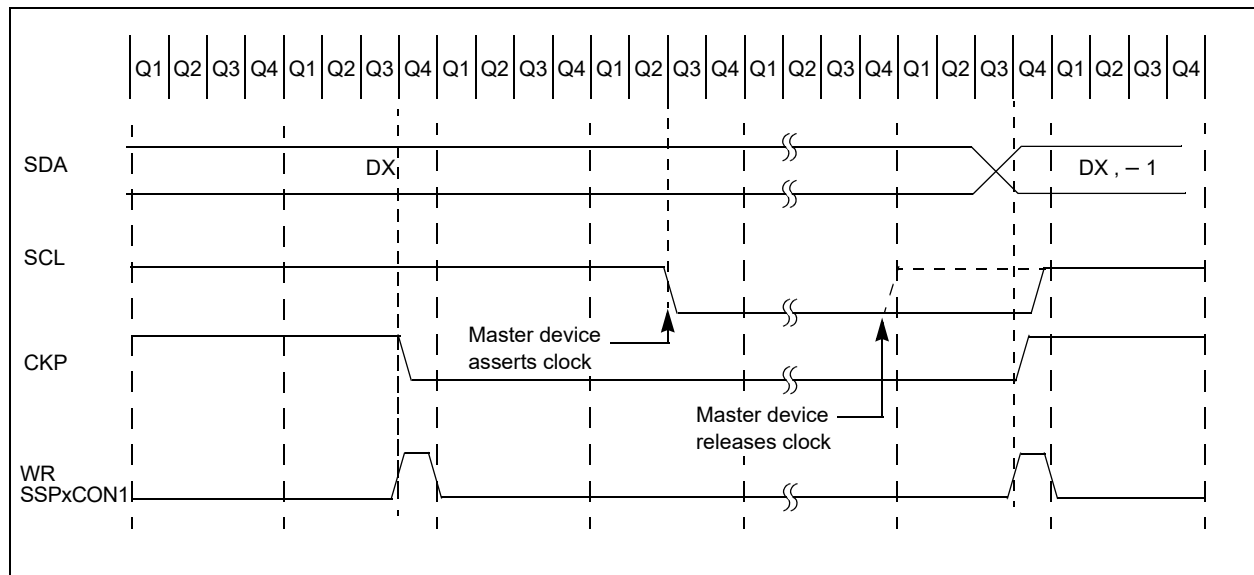 Q1 Q2 Q3 Q4 Q1 Q2 Q3 Q4 Q1 Q2 Q3 Q4 Q1 Q2 Q3 Q4 Q1 Q2 Q3 Q4 Q1 Q2 Q3 Q4 Q1 Q2 Q3 Q4
SDA
DX
DX , – 1
SCL
Master device
asserts clock
CKP
Master device
releases clock
WR
SSPxCON1